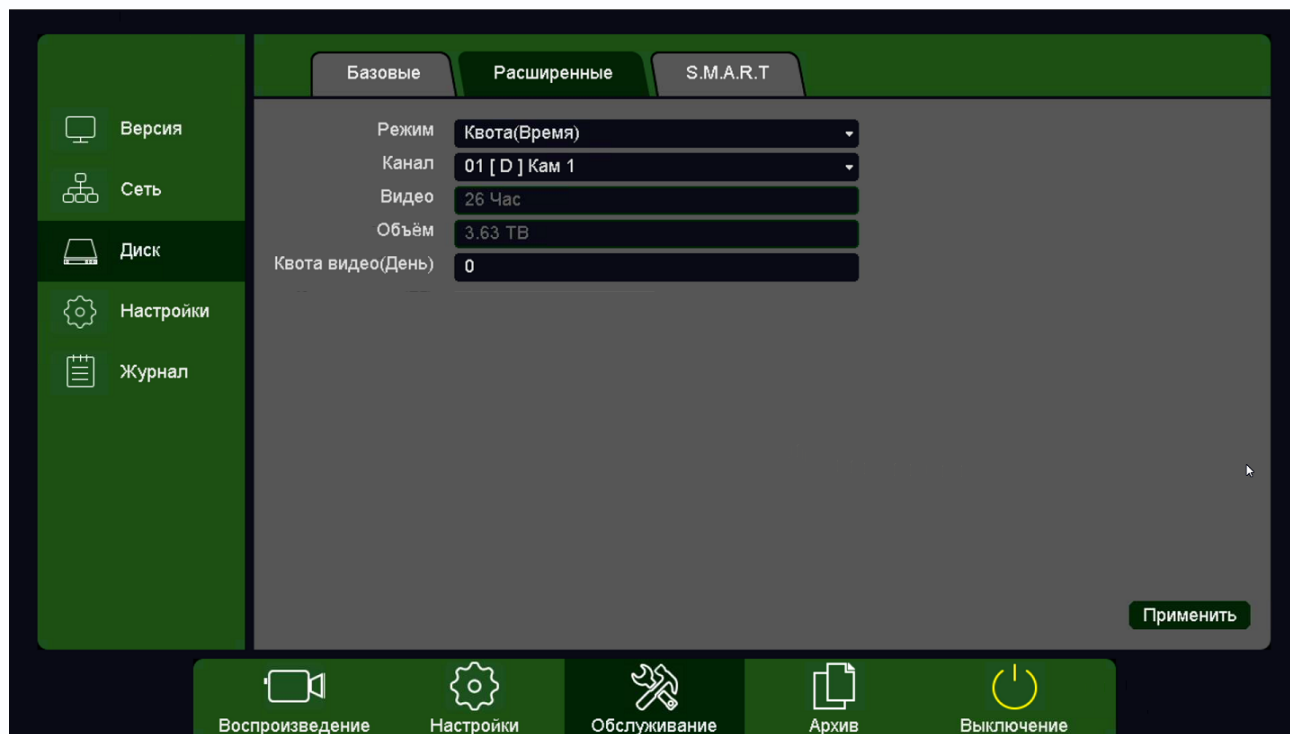 Базовые Расширенные S.M.A.R.T
Версия
Сеть
Диск
Настройки
Журнал
Режим Квота(Время)
Канал 01 [ D ] Кам 1
Видео 26 Час
Объём 3.63 TB
Квота видео(День) 0
Применить
Воспроизведение Настройки Обслуживание Архив Выключение